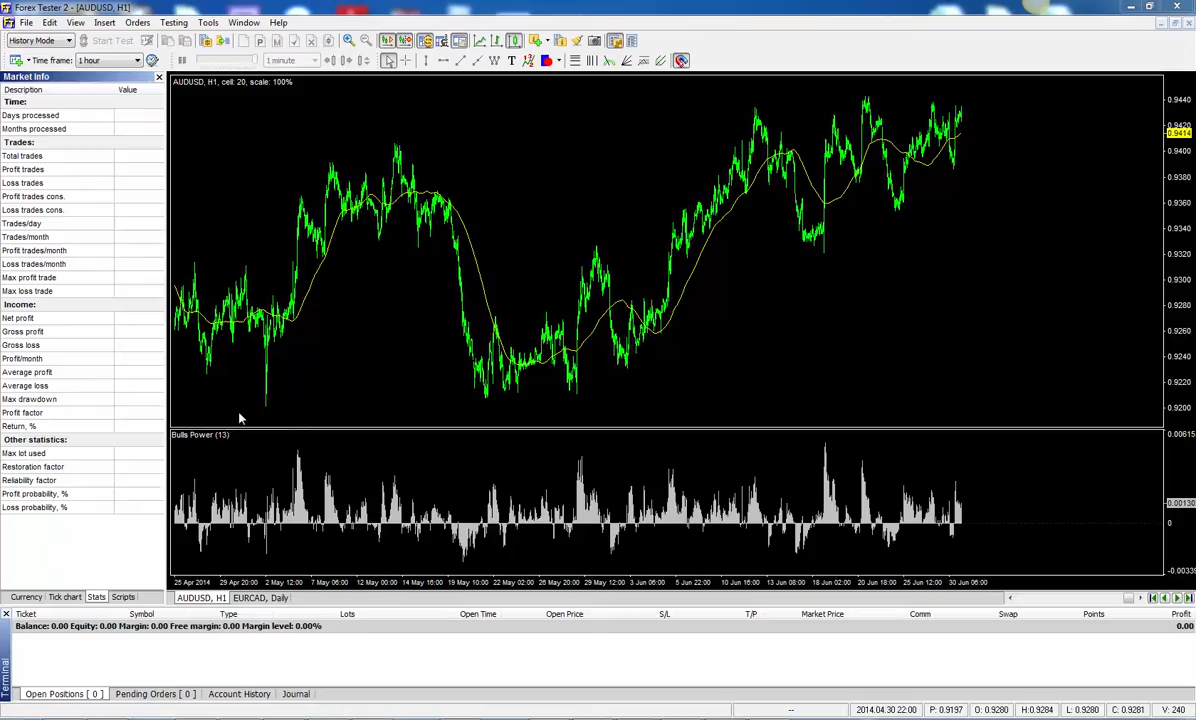 Forex Tester 2 - [AUDUSD, H1]
File Edit View Insert Orders Testing Tools Window Help
History Mode Start Test
Time frame: 1 hour 1 minute
Market Info
Description Value
Time:
Days processed
Months processed
Trades:
Total trades
Profit trades
Loss trades
Profit trades cons.
Loss trades cons.
Trades/day
Trades/month
Profit trades/month
Loss trades/month
Max profit trade
Max loss trade
Income:
Net profit
Gross profit
Gross loss
Profit/month
Average profit
Average loss
Max drawdown
Profit factor
Return, %
Other statistics:
Max lot used
Restoration factor
Reliability factor
Profit probability, %
Loss probability, %
Currency Tick chart Stats Scripts
AUDUSD, H1, cell: 20, scale: 100%
0.9440
0.9420
0.9414
0.9400
0.9380
0.9360
0.9340
0.9320
0.9300
0.9280
0.9260
0.9240
0.9220
0.9200
Bulls Power (13)
0.00615
0.00130
0
-0.00339
25 Apr 2014 29 Apr 20:00 2 May 12:00 7 May 06:00 12 May 00:00 14 May 16:00 19 May 10:00 22 May 02:00 26 May 20:00 29 May 12:00 3 Jun 06:00 5 Jun 22:00 10 Jun 16:00 13 Jun 08:00 18 Jun 02:00 20 Jun 18:00 25 Jun 12:00 30 Jun 06:00
AUDUSD, H1 EURCAD, Daily
Ticket Symbol Type Lots Open Time Open Price S/L T/P Market Price Comm Swap Points Profit
Balance: 0.00 Equity: 0.00 Margin: 0.00 Free margin: 0.00 Margin level: 0.00% 0.00
Terminal
Open Positions [ 0 ] Pending Orders [ 0 ] Account History Journal
-- 2014.04.30 22:00 P: 0.9197 O: 0.9280 H: 0.9284 L: 0.9280 C: 0.9281 V: 240